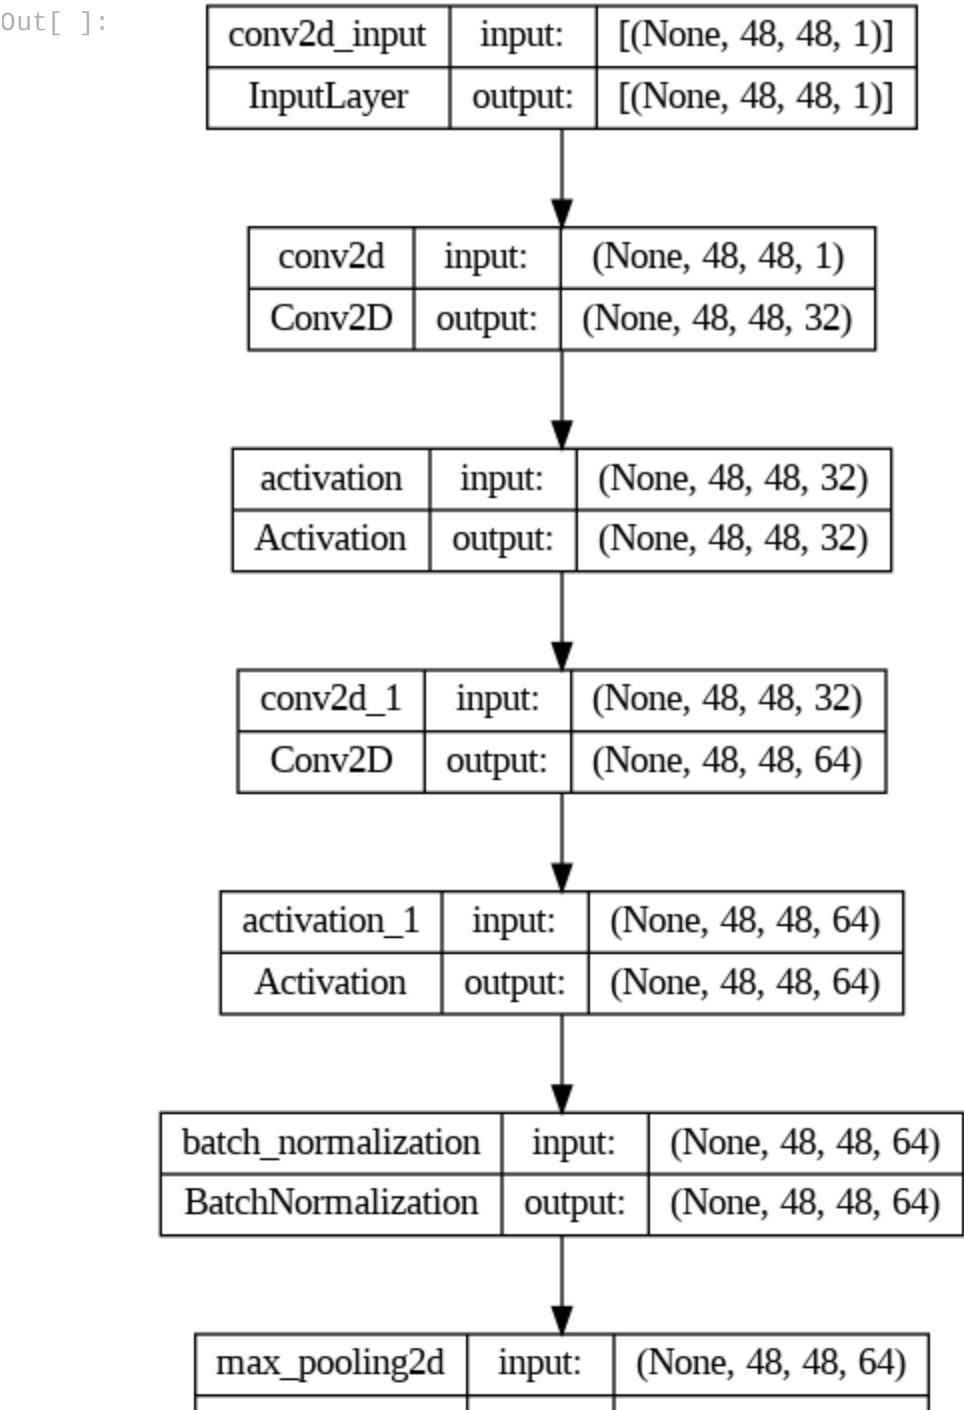 Out[ ]:
conv2d_input input: [(None, 48, 48, 1)]
InputLayer output: [(None, 48, 48, 1)]
conv2d input: (None, 48, 48, 1)
Conv2D output: (None, 48, 48, 32)
activation input: (None, 48, 48, 32)
Activation output: (None, 48, 48, 32)
conv2d_1 input: (None, 48, 48, 32)
Conv2D output: (None, 48, 48, 64)
activation_1 input: (None, 48, 48, 64)
Activation output: (None, 48, 48, 64)
batch_normalization input: (None, 48, 48, 64)
BatchNormalization output: (None, 48, 48, 64)
max_pooling2d input: (None, 48, 48, 64)